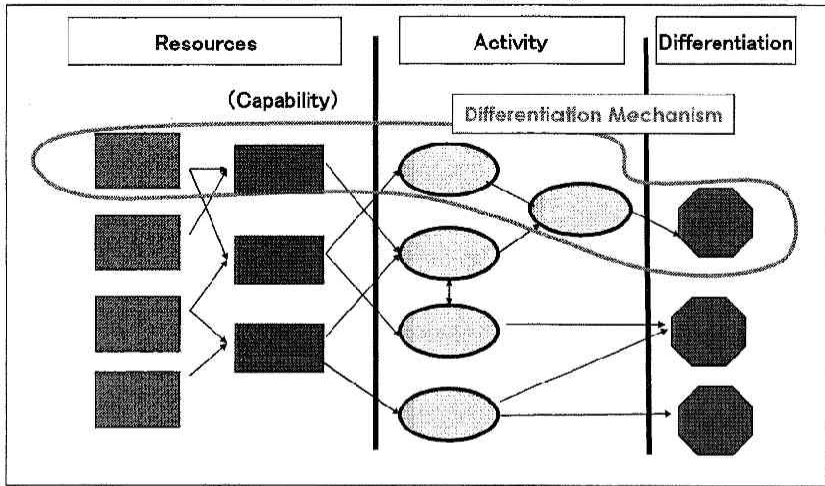 Resources
Activity
Differentiation
(Capability)
Differentiation Mechanism